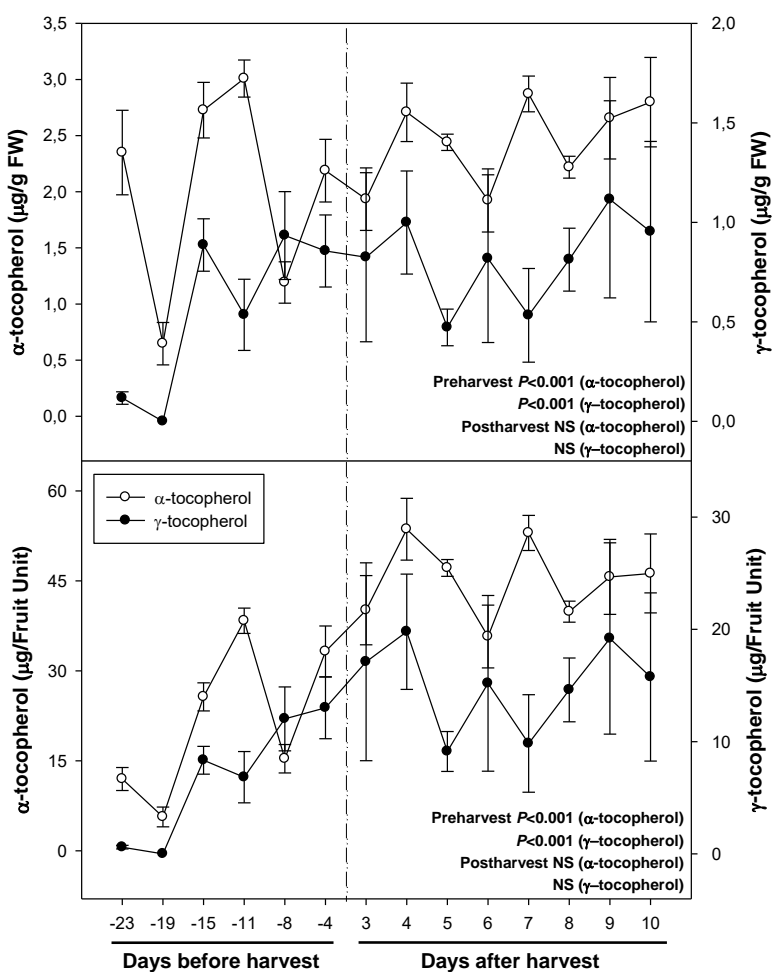 3,5
3,0
2,5
2,0
1,5
1,0
0,5
0,0
α-tocopherol (μg/g FW)
2,0
1,5
1,0
0,5
0,0
γ-tocopherol (μg/g FW)
Preharvest P<0.001 (α-tocopherol)
P<0.001 (γ–tocopherol)
Postharvest NS (α-tocopherol)
NS (γ–tocopherol)
60
45
30
15
0
α-tocopherol (μg/Fruit Unit)
α-tocopherol
γ-tocopherol
30
20
10
0
γ-tocopherol (μg/Fruit Unit)
Preharvest P<0.001 (α-tocopherol)
P<0.001 (γ–tocopherol)
Postharvest NS (α-tocopherol)
NS (γ–tocopherol)
-23 -19 -15 -11 -8 -4 3 4 5 6 7 8 9 10
Days before harvest Days after harvest